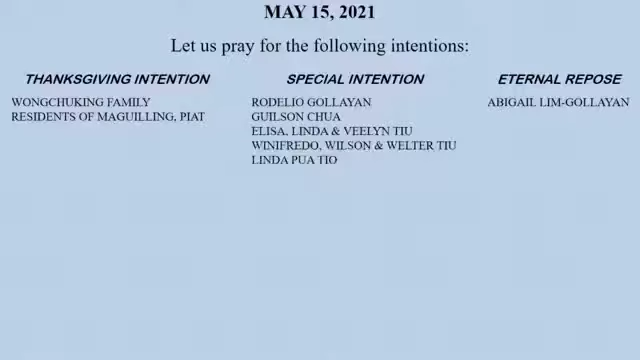 MAY 15, 2021
Let us pray for the following intentions:
THANKSGIVING INTENTION
WONGCHUKING FAMILY
RESIDENTS OF MAGUILLING, PIAT
SPECIAL INTENTION
RODELIO GOLLAYAN
GUILSON CHUA
ELISA, LINDA & VEELYN TIU
WINIFREDO, WILSON & WELTER TIU
LINDA PUA TIO
ETERNAL REPOSE
ABIGAIL LIM-GOLLAYAN